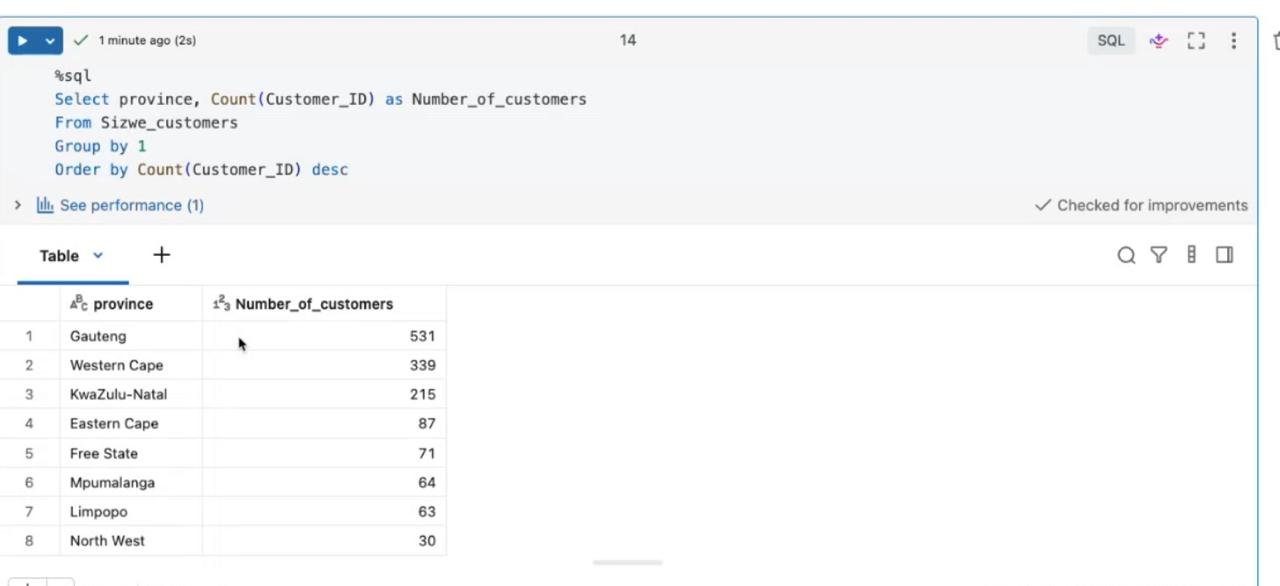 1 minute ago (2s)
14
SQL
%sql
Select province, Count(Customer_ID) as Number_of_customers
From Sizwe_customers
Group by 1
Order by Count(Customer_ID) desc
See performance (1)
Checked for improvements
Table
province Number_of_customers
1 Gauteng 531
2 Western Cape 339
3 KwaZulu-Natal 215
4 Eastern Cape 87
5 Free State 71
6 Mpumalanga 64
7 Limpopo 63
8 North West 30